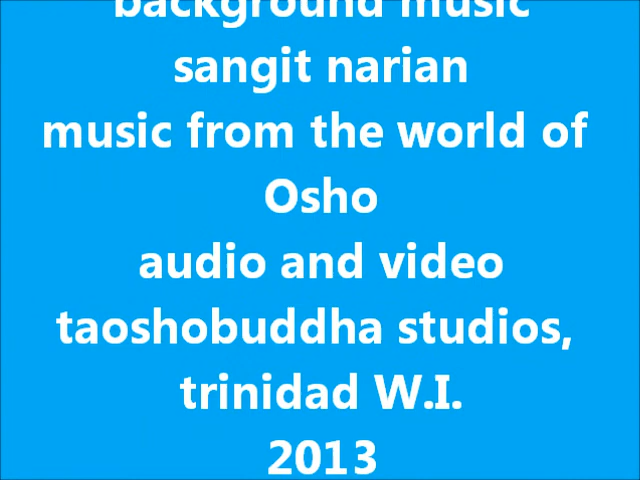 background music
sangit narian
music from the world of
Osho
audio and video
taoshobuddha studios,
trinidad W.I.
2013